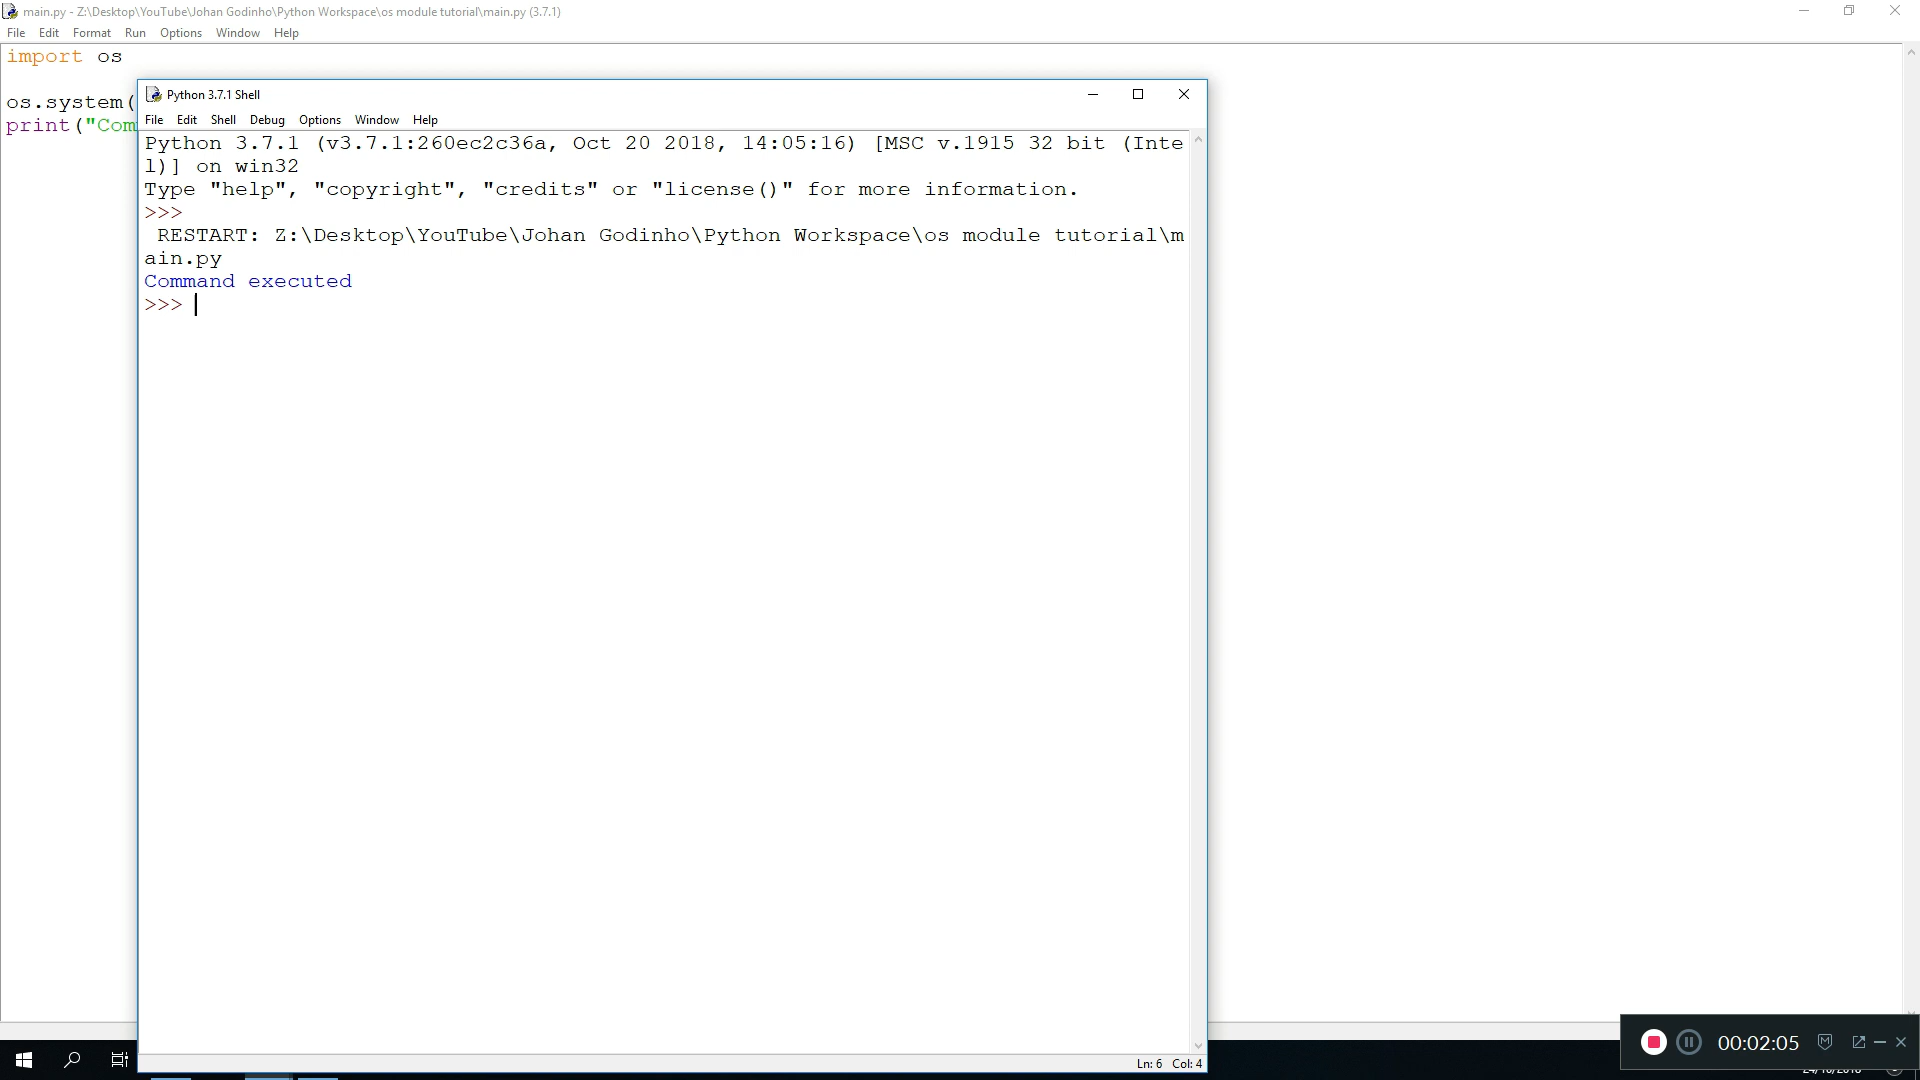 main.py - Z:\Desktop\YouTube\Johan Godinho\Python Workspace\os module tutorial\main.py (3.7.1)
File Edit Format Run Options Window Help
import os
os.system(
print("Com
Python 3.7.1 Shell
File Edit Shell Debug Options Window Help
Python 3.7.1 (v3.7.1:260ec2c36a, Oct 20 2018, 14:05:16) [MSC v.1915 32 bit (Inte
l)] on win32
Type "help", "copyright", "credits" or "license()" for more information.
>>>
RESTART: Z:\Desktop\YouTube\Johan Godinho\Python Workspace\os module tutorial\m
ain.py
Command executed
>>>
Ln: 6 Col: 4
00:02:05